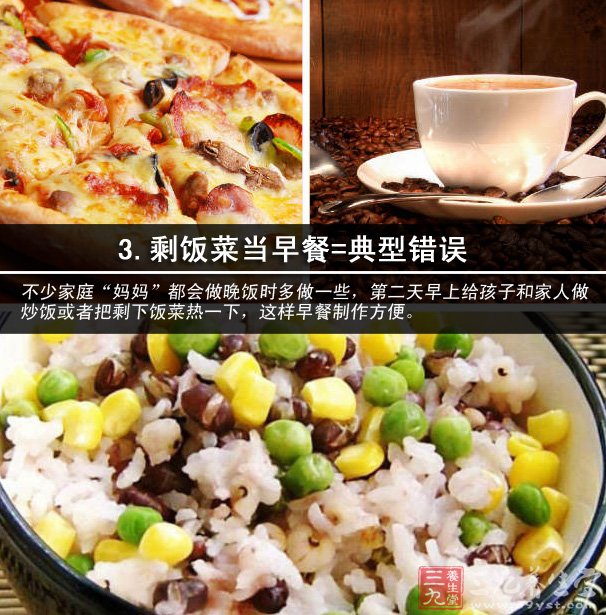 3.剩饭菜当早餐=典型错误
不少家庭“妈妈”都会做晚饭时多做一些，第二天早上给孩子和家人做
炒饭或者把剩下饭菜热一下，这样早餐制作方便。
三九
养生堂